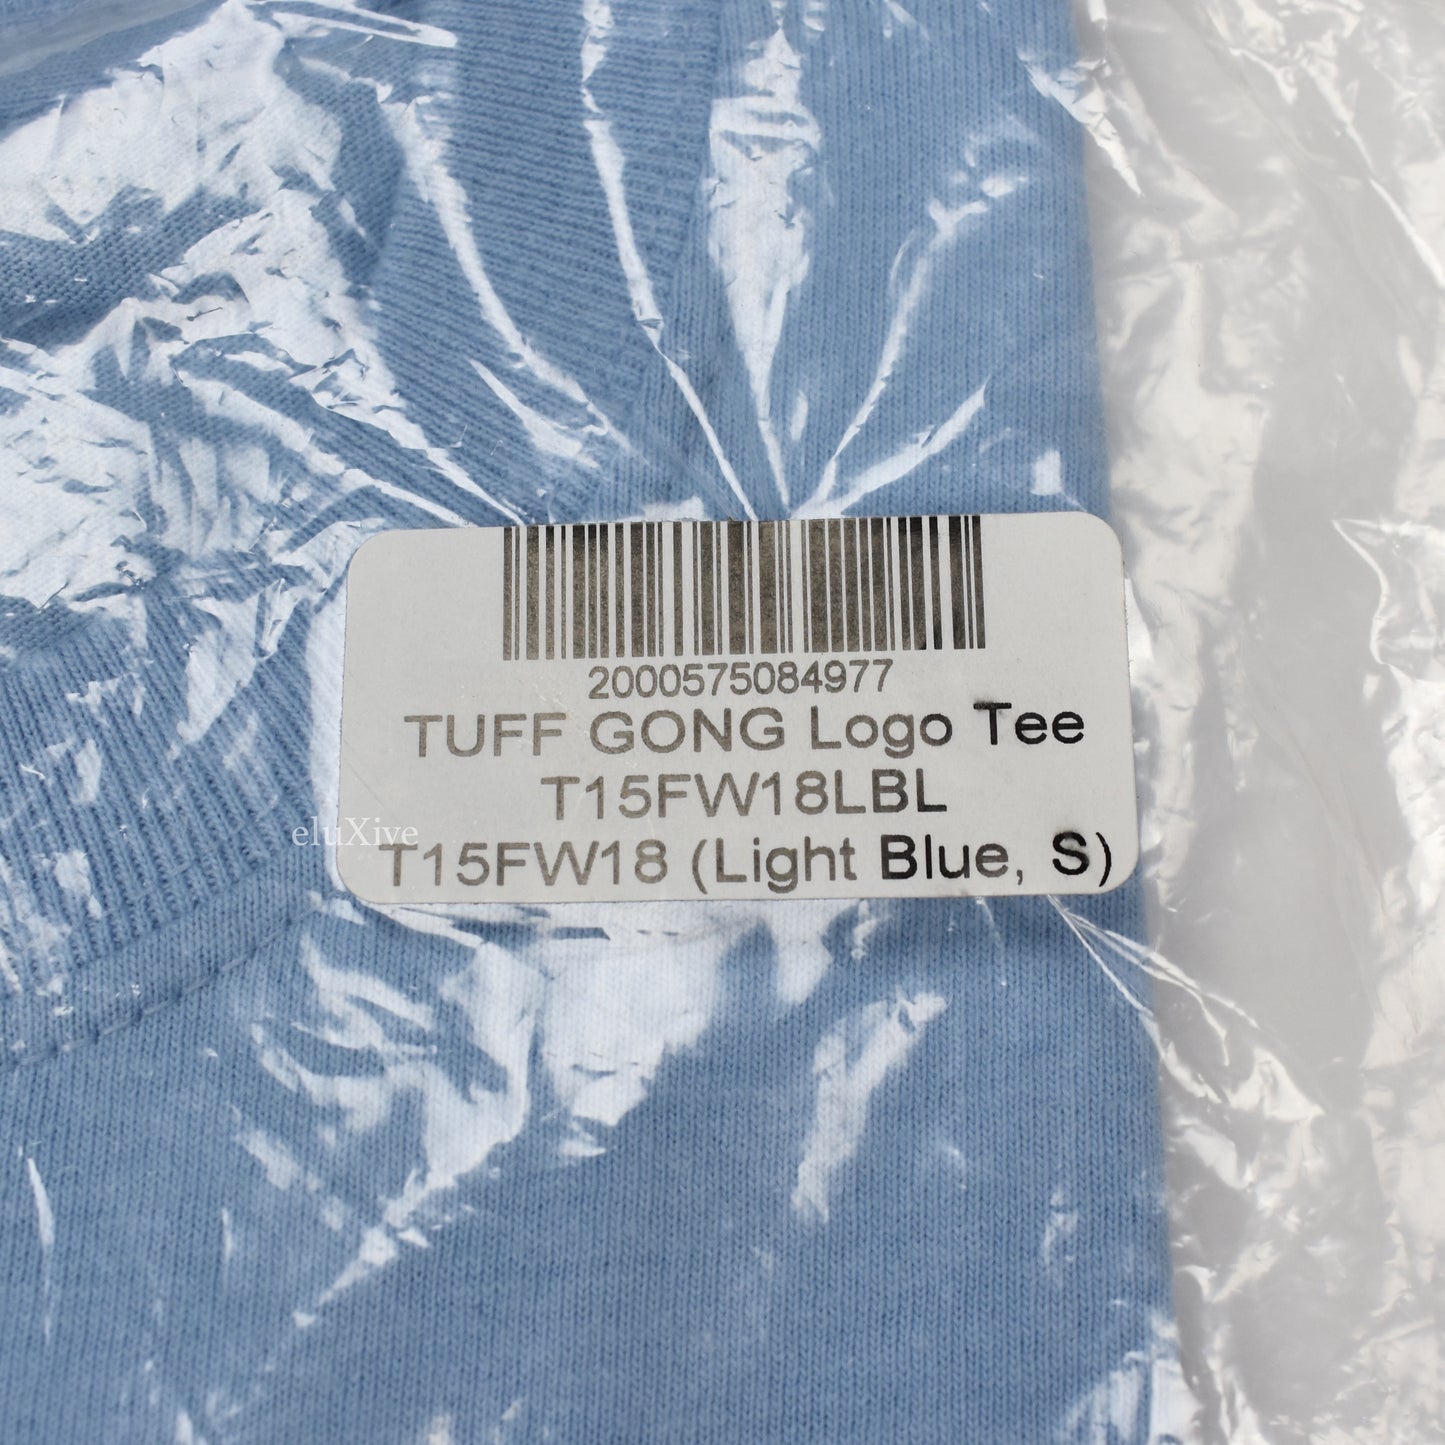 2000575084977
TUFF GONG Logo Tee
T15FW18LBL
eluXive
T15FW18 (Light Blue, S)